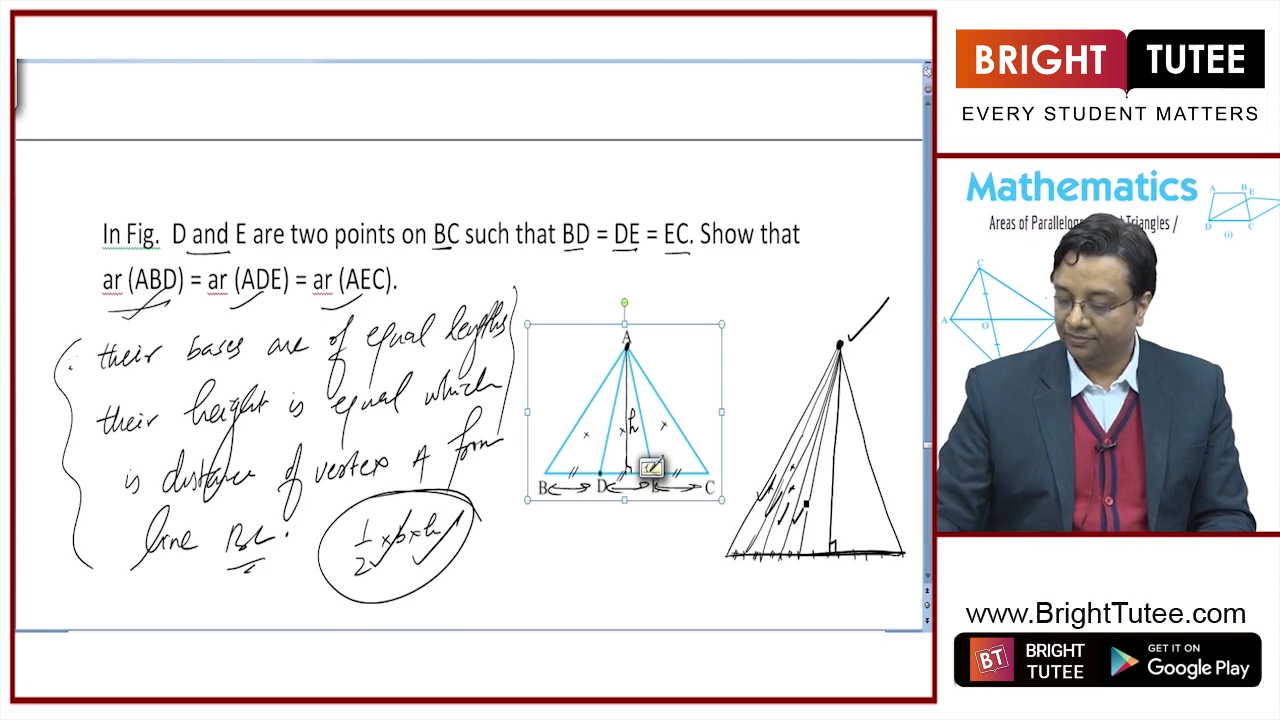 BRIGHT TUTEE
EVERY STUDENT MATTERS
Mathematics
Areas of Parallelog Triangles /
In Fig. D and E are two points on BC such that BD = DE = EC. Show that
ar (ABD) = ar (ADE) = ar (AEC).
∴ their bases are of equal lengths
their height is equal which
is distance of vertex A form
line BC.
1/2 × b × h
A
h
B D E C
A B E
D C
(i)
C
A O
www.BrightTutee.com
BT BRIGHT TUTEE
GET IT ON
Google Play